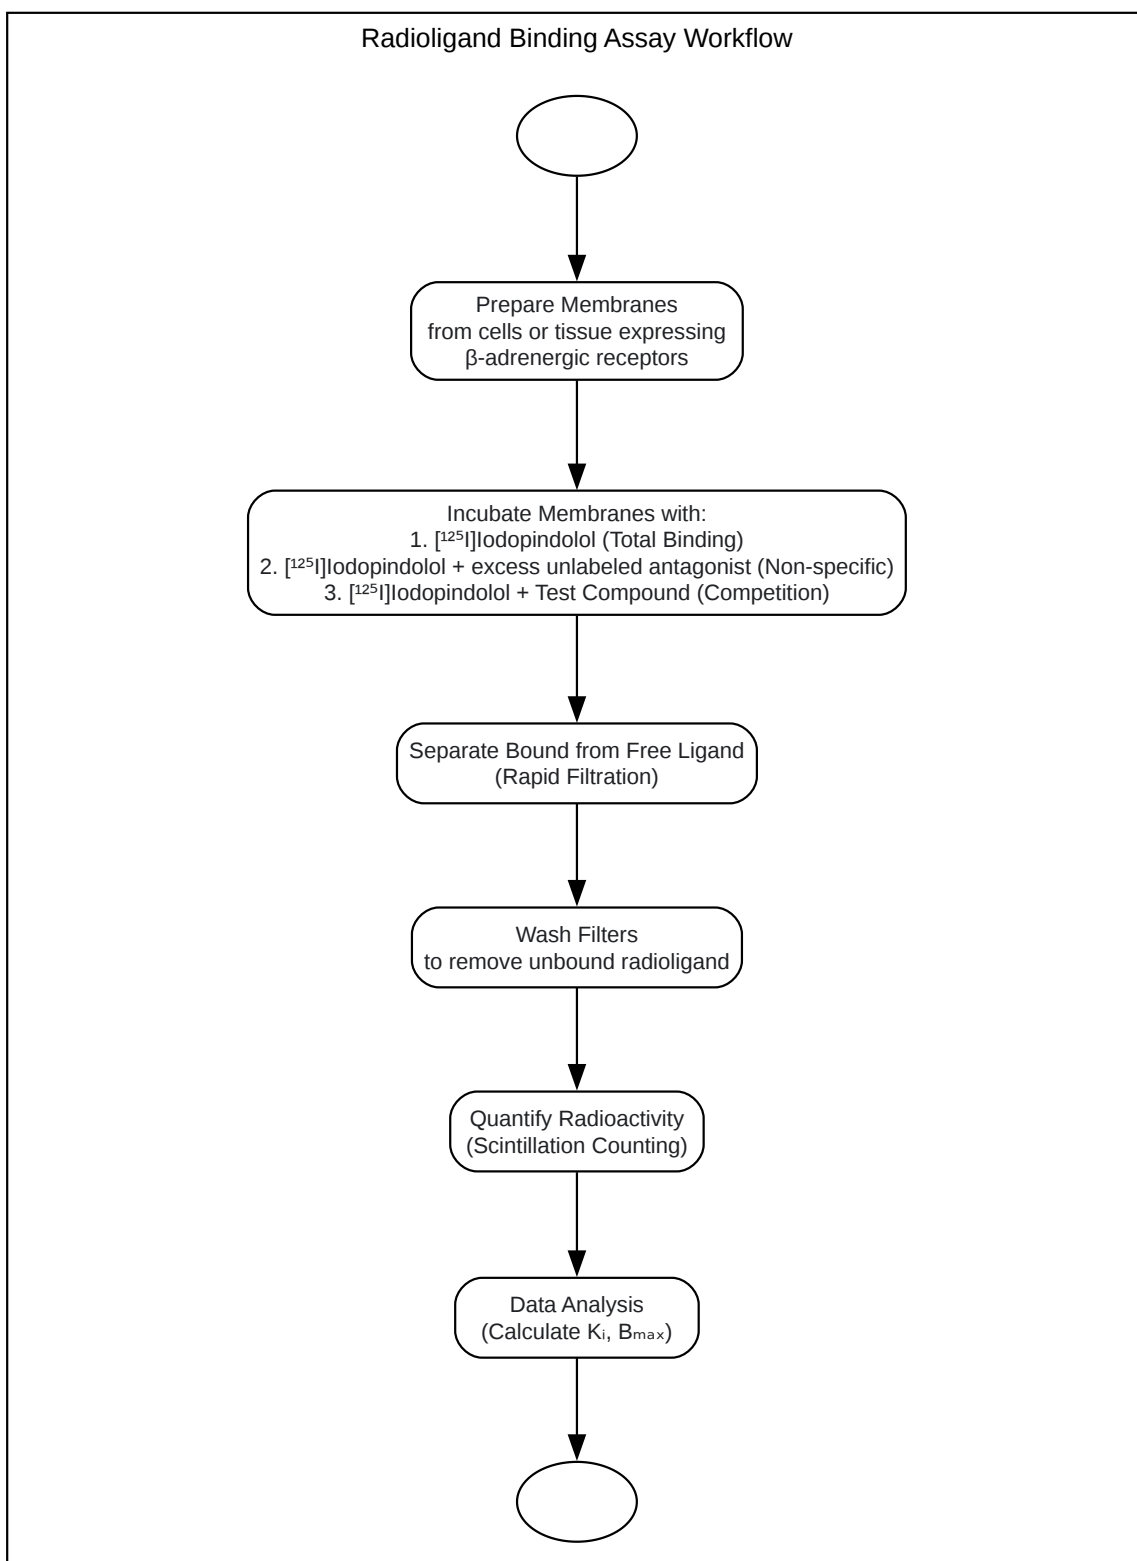 Radioligand Binding Assay Workflow
Prepare Membranes
from cells or tissue expressing
β-adrenergic receptors
Incubate Membranes with:
1. [¹²⁵I]Iodopindolol (Total Binding)
2. [¹²⁵I]Iodopindolol + excess unlabeled antagonist (Non-specific)
3. [¹²⁵I]Iodopindolol + Test Compound (Competition)
Separate Bound from Free Ligand
(Rapid Filtration)
Wash Filters
to remove unbound radioligand
Quantify Radioactivity
(Scintillation Counting)
Data Analysis
(Calculate Kᵢ, Bₘₐₓ)